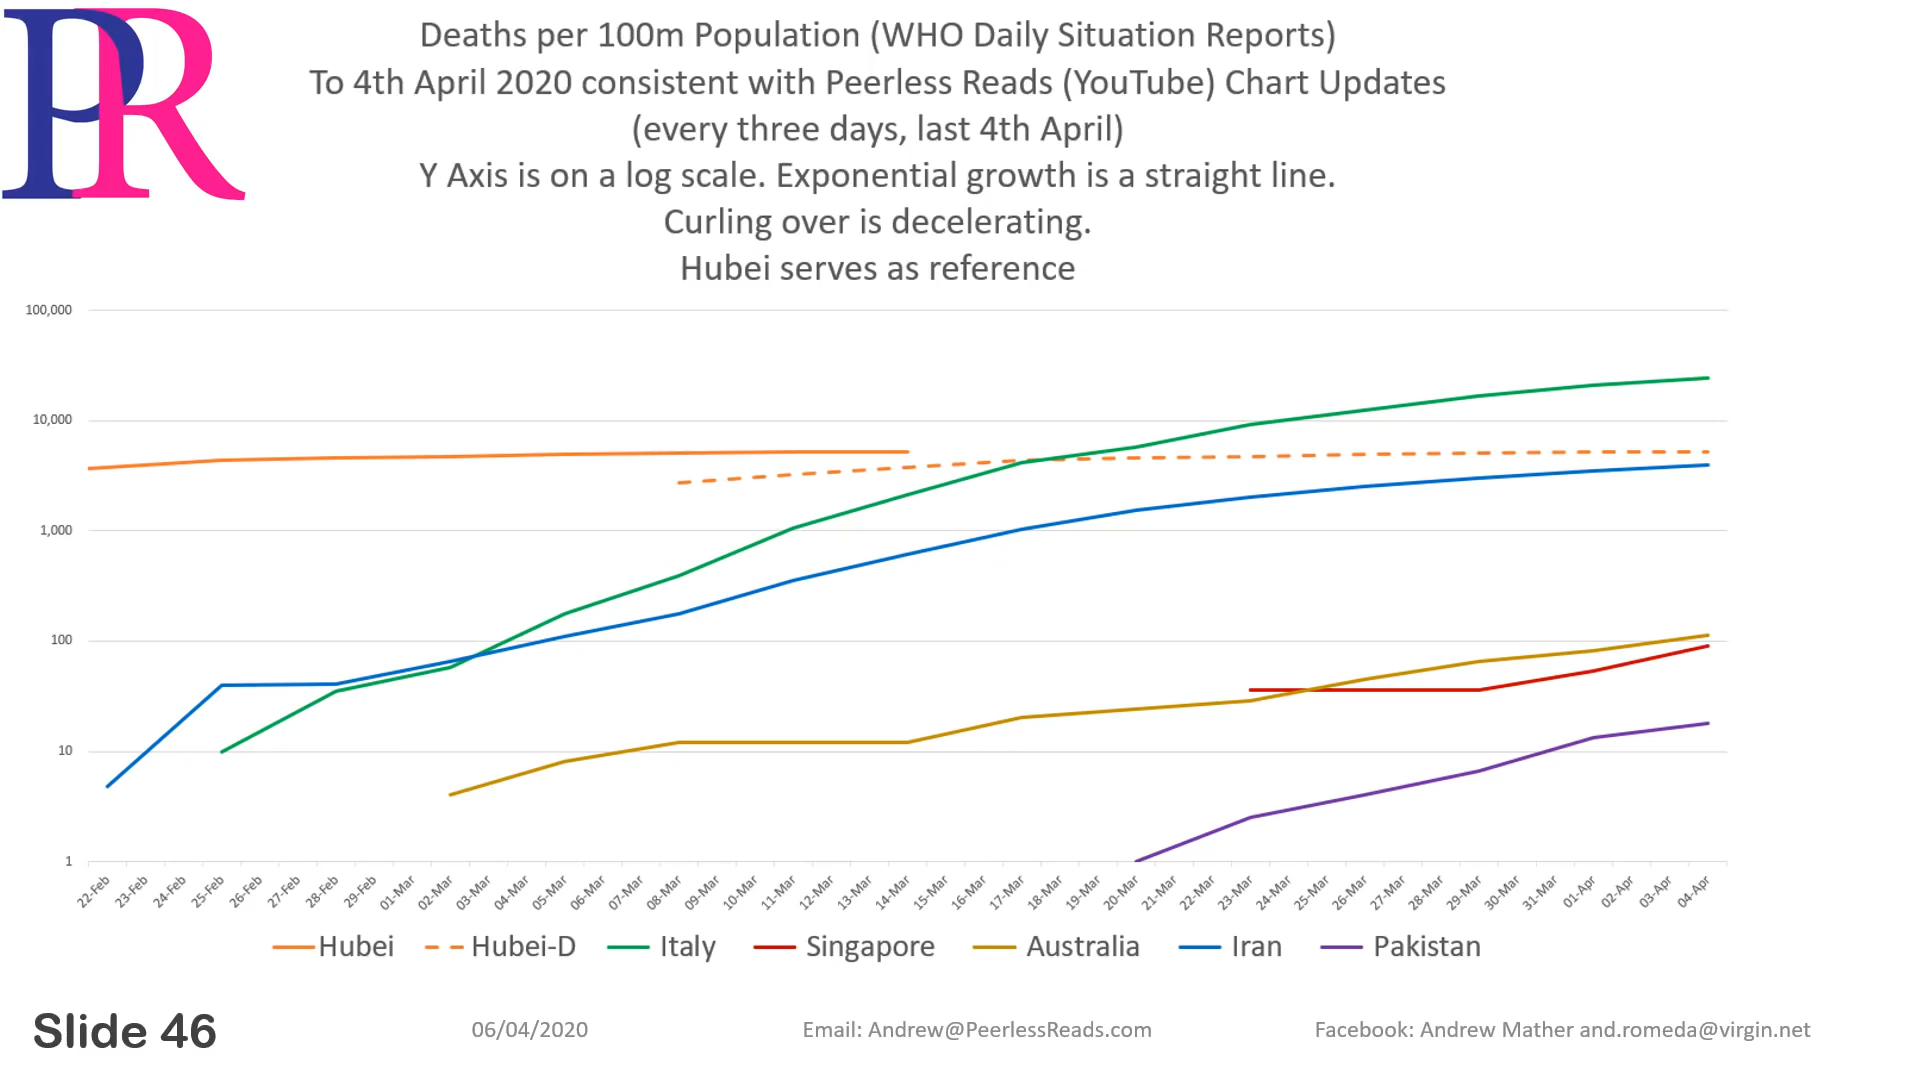 PR
Deaths per 100m Population (WHO Daily Situation Reports)
To 4th April 2020 consistent with Peerless Reads (YouTube) Chart Updates
(every three days, last 4th April)
Y Axis is on a log scale. Exponential growth is a straight line.
Curling over is decelerating.
Hubei serves as reference
100,000
10,000
1,000
100
10
1
22-Feb 23-Feb 24-Feb 25-Feb 26-Feb 27-Feb 28-Feb 29-Feb 01-Mar 02-Mar 03-Mar 04-Mar 05-Mar 06-Mar 07-Mar 08-Mar 09-Mar 10-Mar 11-Mar 12-Mar 13-Mar 14-Mar 15-Mar 16-Mar 17-Mar 18-Mar 19-Mar 20-Mar 21-Mar 22-Mar 23-Mar 24-Mar 25-Mar 26-Mar 27-Mar 28-Mar 29-Mar 30-Mar 31-Mar 01-Apr 02-Apr 03-Apr 04-Apr
Hubei Hubei-D Italy Singapore Australia Iran Pakistan
Slide 46 06/04/2020 Email: Andrew@PeerlessReads.com Facebook: Andrew Mather and.romeda@virgin.net